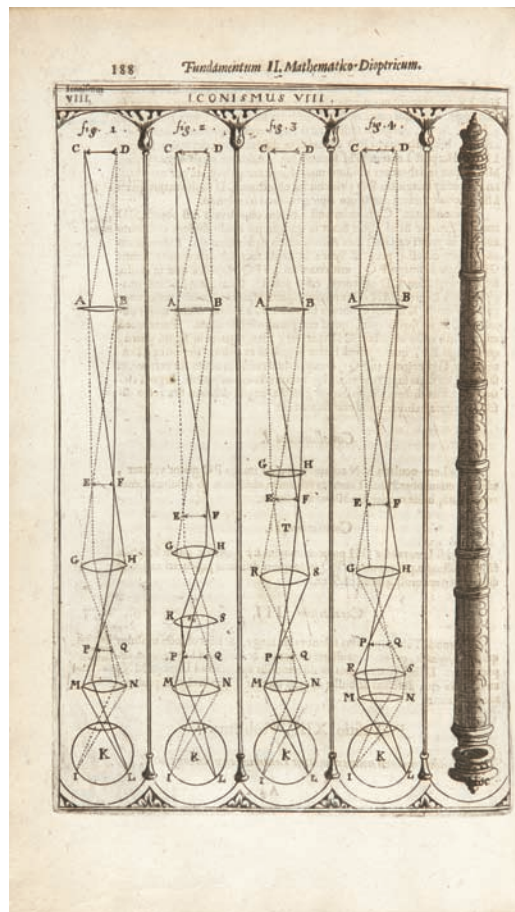 188 Fundamentum II. Mathematico-Dioptricum.
VIII. ICONISMUS VIII.
fig. 1 fig. 2 fig. 3 fig. 4
C D C D C D C D
A B A B A B A B
G H
E F E F E F E F
T
G H G H R S G H
R S
P Q P Q P Q P Q
R S
M N M N M N M N
K K K K
I L I L I L I L